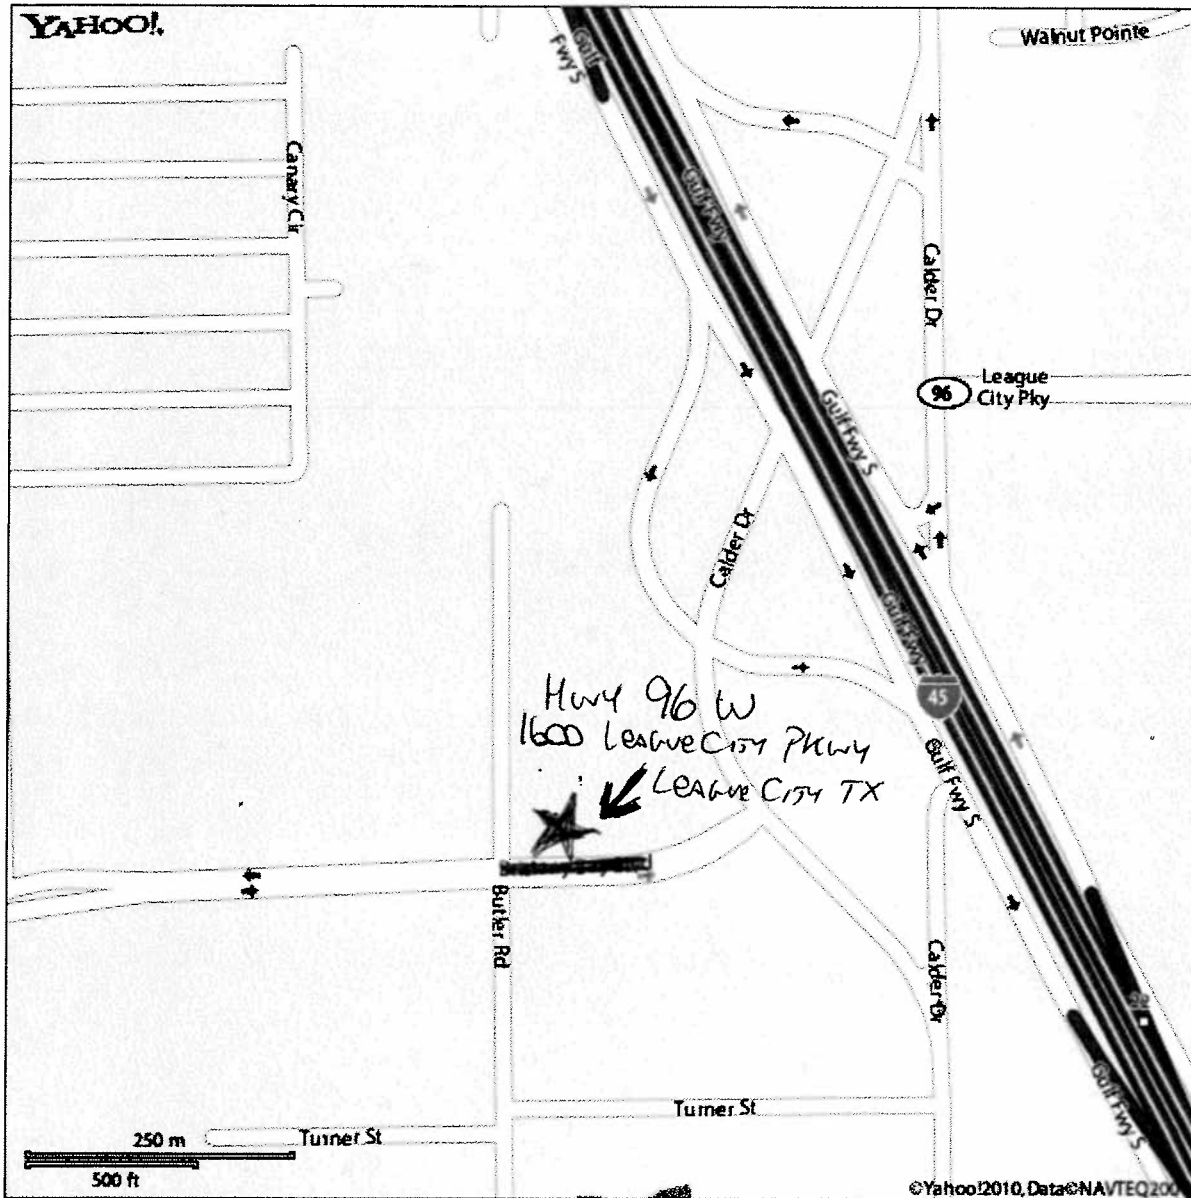 YAHOO!
Walnut Pointe
Gulf
Fwy S
Canary Cir
Gulf Fwy
Calder Dr
96
League
City Pky
Gulf Fwy S
Calder Dr
Gulf Fwy
45
Hwy 96 W
1600 League City Pkwy
League City TX
Gulf Fwy S
Butler Rd
Calder Dr
Gulf Fwy S
Turner St
Turner St
250 m
500 ft
©Yahoo!2010, Data©NAVTEQ